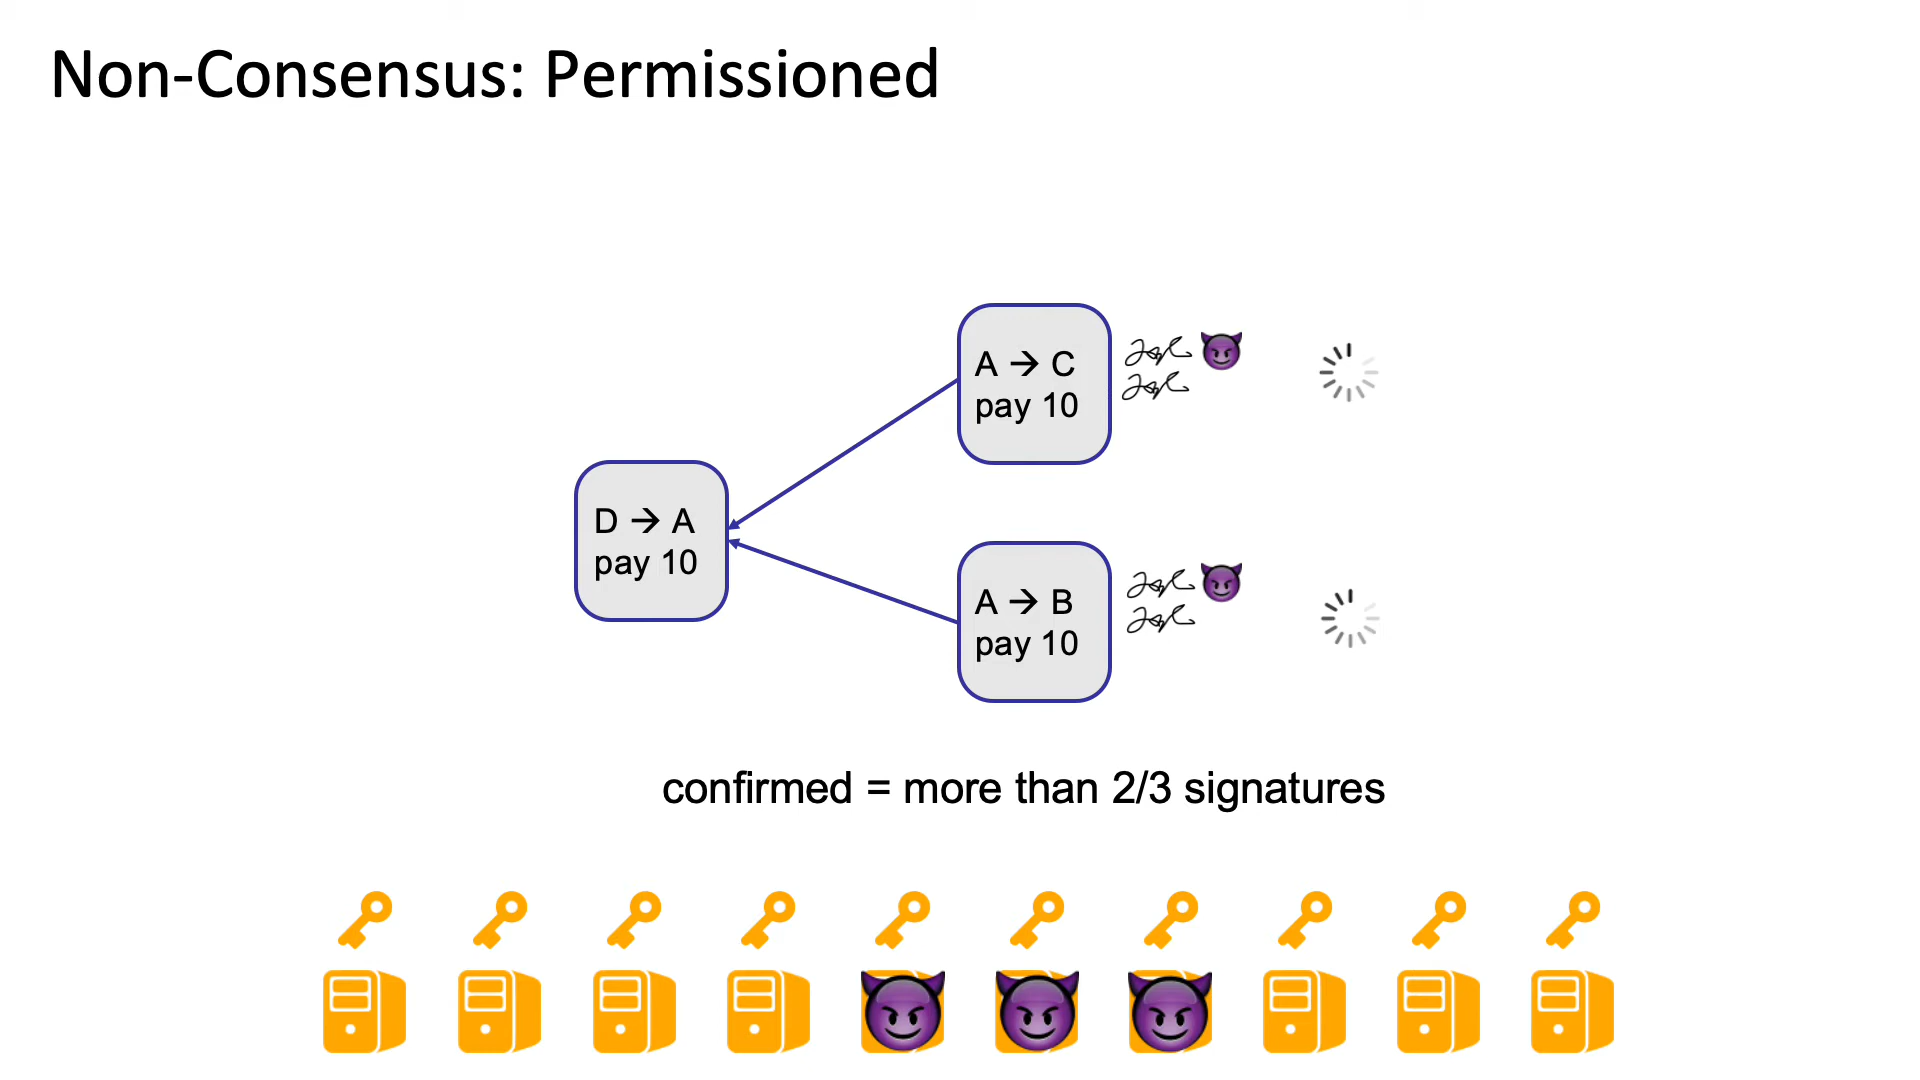 Non-Consensus: Permissioned
A → C
pay 10
D → A
pay 10
A → B
pay 10
confirmed = more than 2/3 signatures